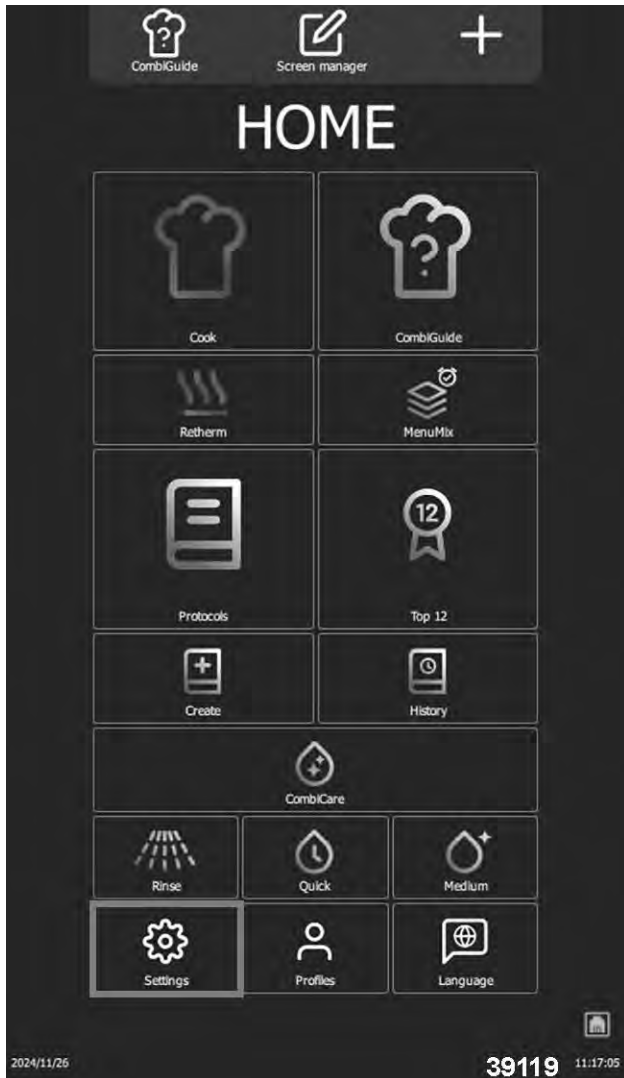 CombiGuide Screen manager
HOME
Cook CombiGuide
Retherm MenuMix
12
Protocols Top 12
Create History
CombiCare
Rinse Quick Medium
Settings Profiles Language
2024/11/26 39119 11:17:05